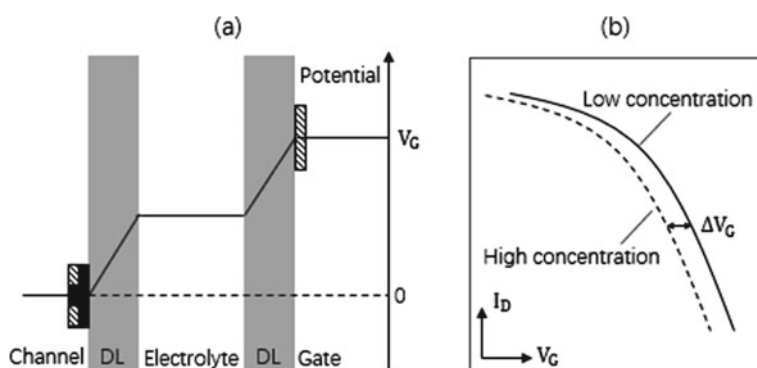 (a)
Potential
V_G
0
Channel DL Electrolyte DL Gate
(b)
Low concentration
ΔV_G
High concentration
I_D
V_G